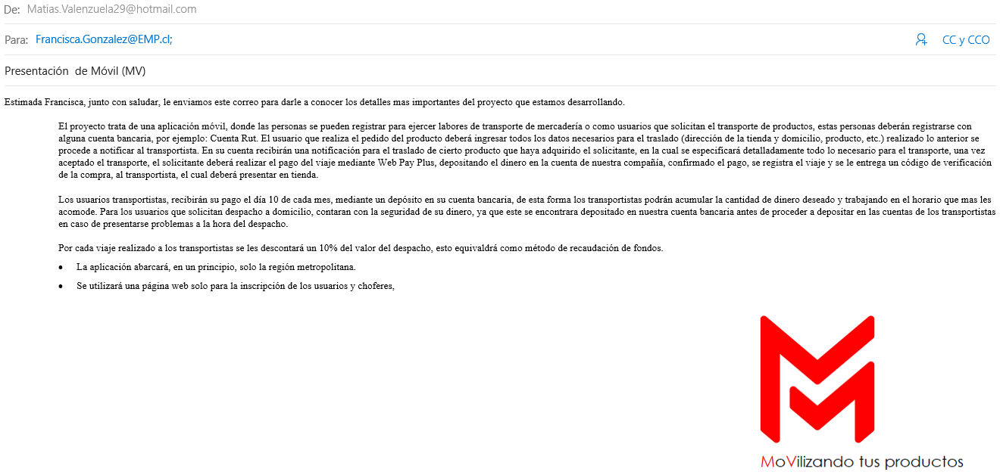 De: Matias.Valenzuela29@hotmail.com
Para: Francisca.Gonzalez@EMP.cl;
CC y CCO
Presentación de Móvil (MV)
Estimada Francisca, junto con saludar, le enviamos este correo para darle a conocer los detalles mas importantes del proyecto que estamos desarrollando.
El proyecto trata de una aplicación móvil, donde las personas se pueden registrar para ejercer labores de transporte de mercadería o como usuarios que solicitan el transporte de productos, estas personas deberán registrarse con
alguna cuenta bancaria, por ejemplo: Cuenta Rut. El usuario que realiza el pedido del producto deberá ingresar todos los datos necesarios para el traslado (dirección de la tienda y domicilio, producto, etc.) realizado lo anterior se
procede a notificar al transportista. En su cuenta recibirán una notificación para el traslado de cierto producto que haya adquirido el solicitante, en la cual se especificará detalladamente todo lo necesario para el transporte, una vez
aceptado el transporte, el solicitante deberá realizar el pago del viaje mediante Web Pay Plus, depositando el dinero en la cuenta de nuestra compañía, confirmado el pago, se registra el viaje y se le entrega un código de verificación
de la compra, al transportista, el cual deberá presentar en tienda.
Los usuarios transportistas, recibirán su pago el día 10 de cada mes, mediante un depósito en su cuenta bancaria, de esta forma los transportistas podrán acumular la cantidad de dinero deseado y trabajando en el horario que mas les
acomode. Para los usuarios que solicitan despacho a domicilio, contaran con la seguridad de su dinero, ya que este se encontrara depositado en nuestra cuenta bancaria antes de proceder a depositar en las cuentas de los transportistas
en caso de presentarse problemas a la hora del despacho.
Por cada viaje realizado a los transportistas se les descontará un 10% del valor del despacho, esto equivaldrá como método de recaudación de fondos.
• La aplicación abarcará, en un principio, solo la región metropolitana.
• Se utilizará una página web solo para la inscripción de los usuarios y choferes,
MoVilizando tus productos